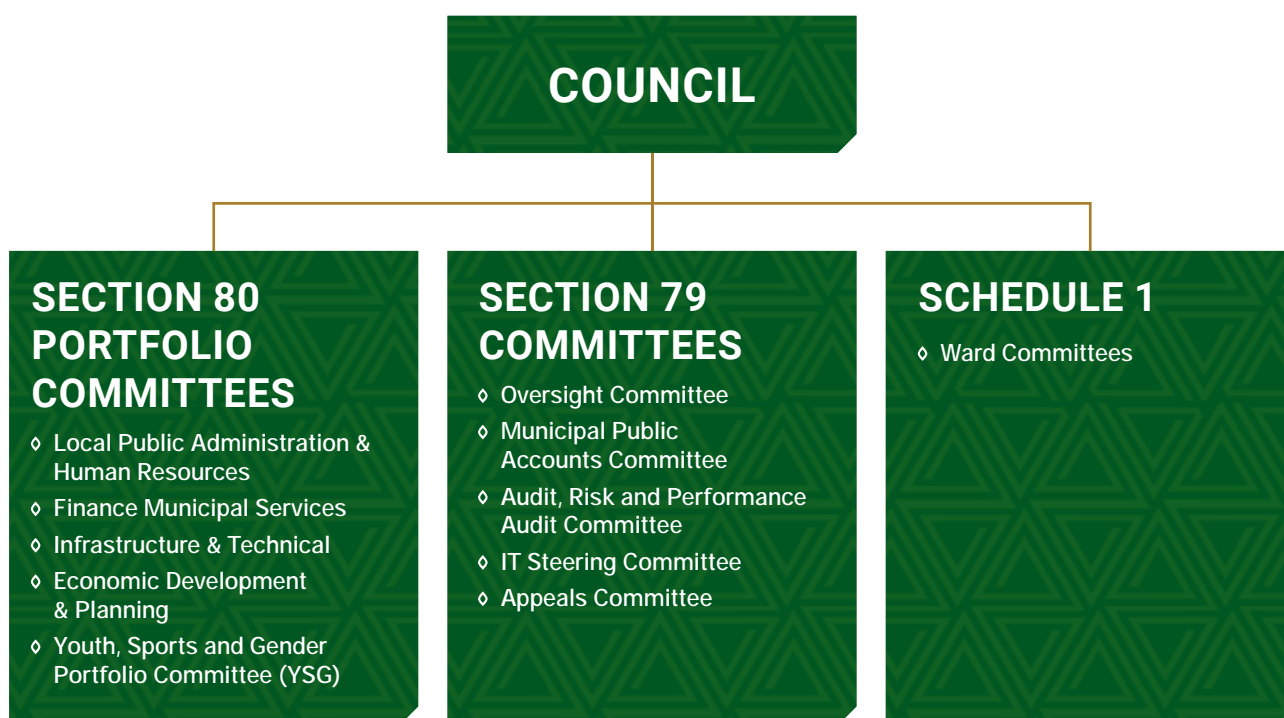 COUNCIL
SECTION 80
PORTFOLIO
COMMITTEES
◊ Local Public Administration &
Human Resources
◊ Finance Municipal Services
◊ Infrastructure & Technical
◊ Economic Development
& Planning
◊ Youth, Sports and Gender
Portfolio Committee (YSG)
SECTION 79
COMMITTEES
◊ Oversight Committee
◊ Municipal Public
Accounts Committee
◊ Audit, Risk and Performance
Audit Committee
◊ IT Steering Committee
◊ Appeals Committee
SCHEDULE 1
◊ Ward Committees